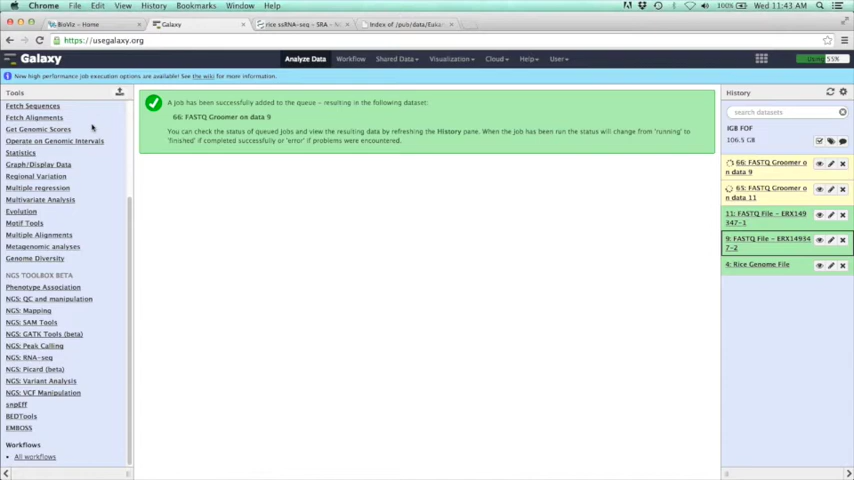 Chrome File Edit View History Bookmarks Window Help 100% Wed 11:43 AM
BioViz - Home Galaxy rice ssRNA-seq - SRA - N Index of /pub/data/Euka
https://usegalaxy.org
Galaxy Analyze Data Workflow Shared Data Visualization Cloud Help User Using 55%
New high performance job execution options are available! See the wiki for more information.
Tools
Fetch Sequences
Fetch Alignments
Get Genomic Scores
Operate on Genomic Intervals
Statistics
Graph/Display Data
Regional Variation
Multiple regression
Multivariate Analysis
Evolution
Motif Tools
Multiple Alignments
Metagenomic analyses
Genome Diversity
NGS TOOLBOX BETA
Phenotype Association
NGS: QC and manipulation
NGS: Mapping
NGS: SAM Tools
NGS: GATK Tools (beta)
NGS: Peak Calling
NGS: RNA-seq
NGS: Picard (beta)
NGS: Variant Analysis
NGS: VCF Manipulation
snpEff
BEDTools
EMBOSS
Workflows
All workflows
A job has been successfully added to the queue - resulting in the following dataset:
66: FASTQ Groomer on data 9
You can check the status of queued jobs and view the resulting data by refreshing the History pane. When the job has been run the status will change from 'running' to
'finished' if completed successfully or 'error' if problems were encountered.
History
search datasets
IGB FOF
106.5 GB
66: FASTQ Groomer o
n data 9
65: FASTQ Groomer o
n data 11
11: FASTQ File - ERX149
347-1
9: FASTQ File - ERX14934
7-2
4: Rice Genome File